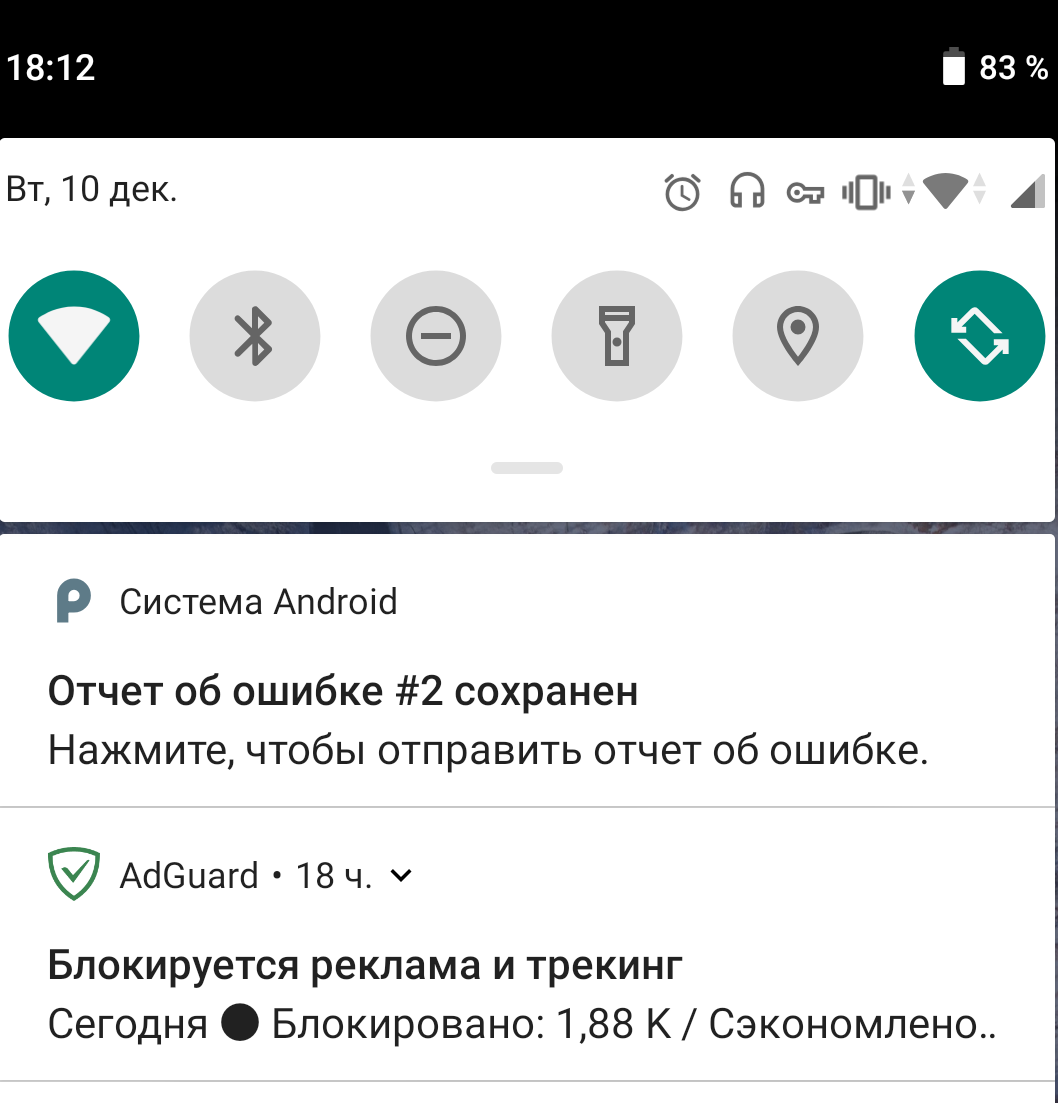 18:12
83 %
Вт, 10 дек.
Система Android
Отчет об ошибке #2 сохранен
Нажмите, чтобы отправить отчет об ошибке.
AdGuard • 18 ч.
Блокируется реклама и трекинг
Сегодня ⚫ Блокировано: 1,88 K / Сэкономлено..